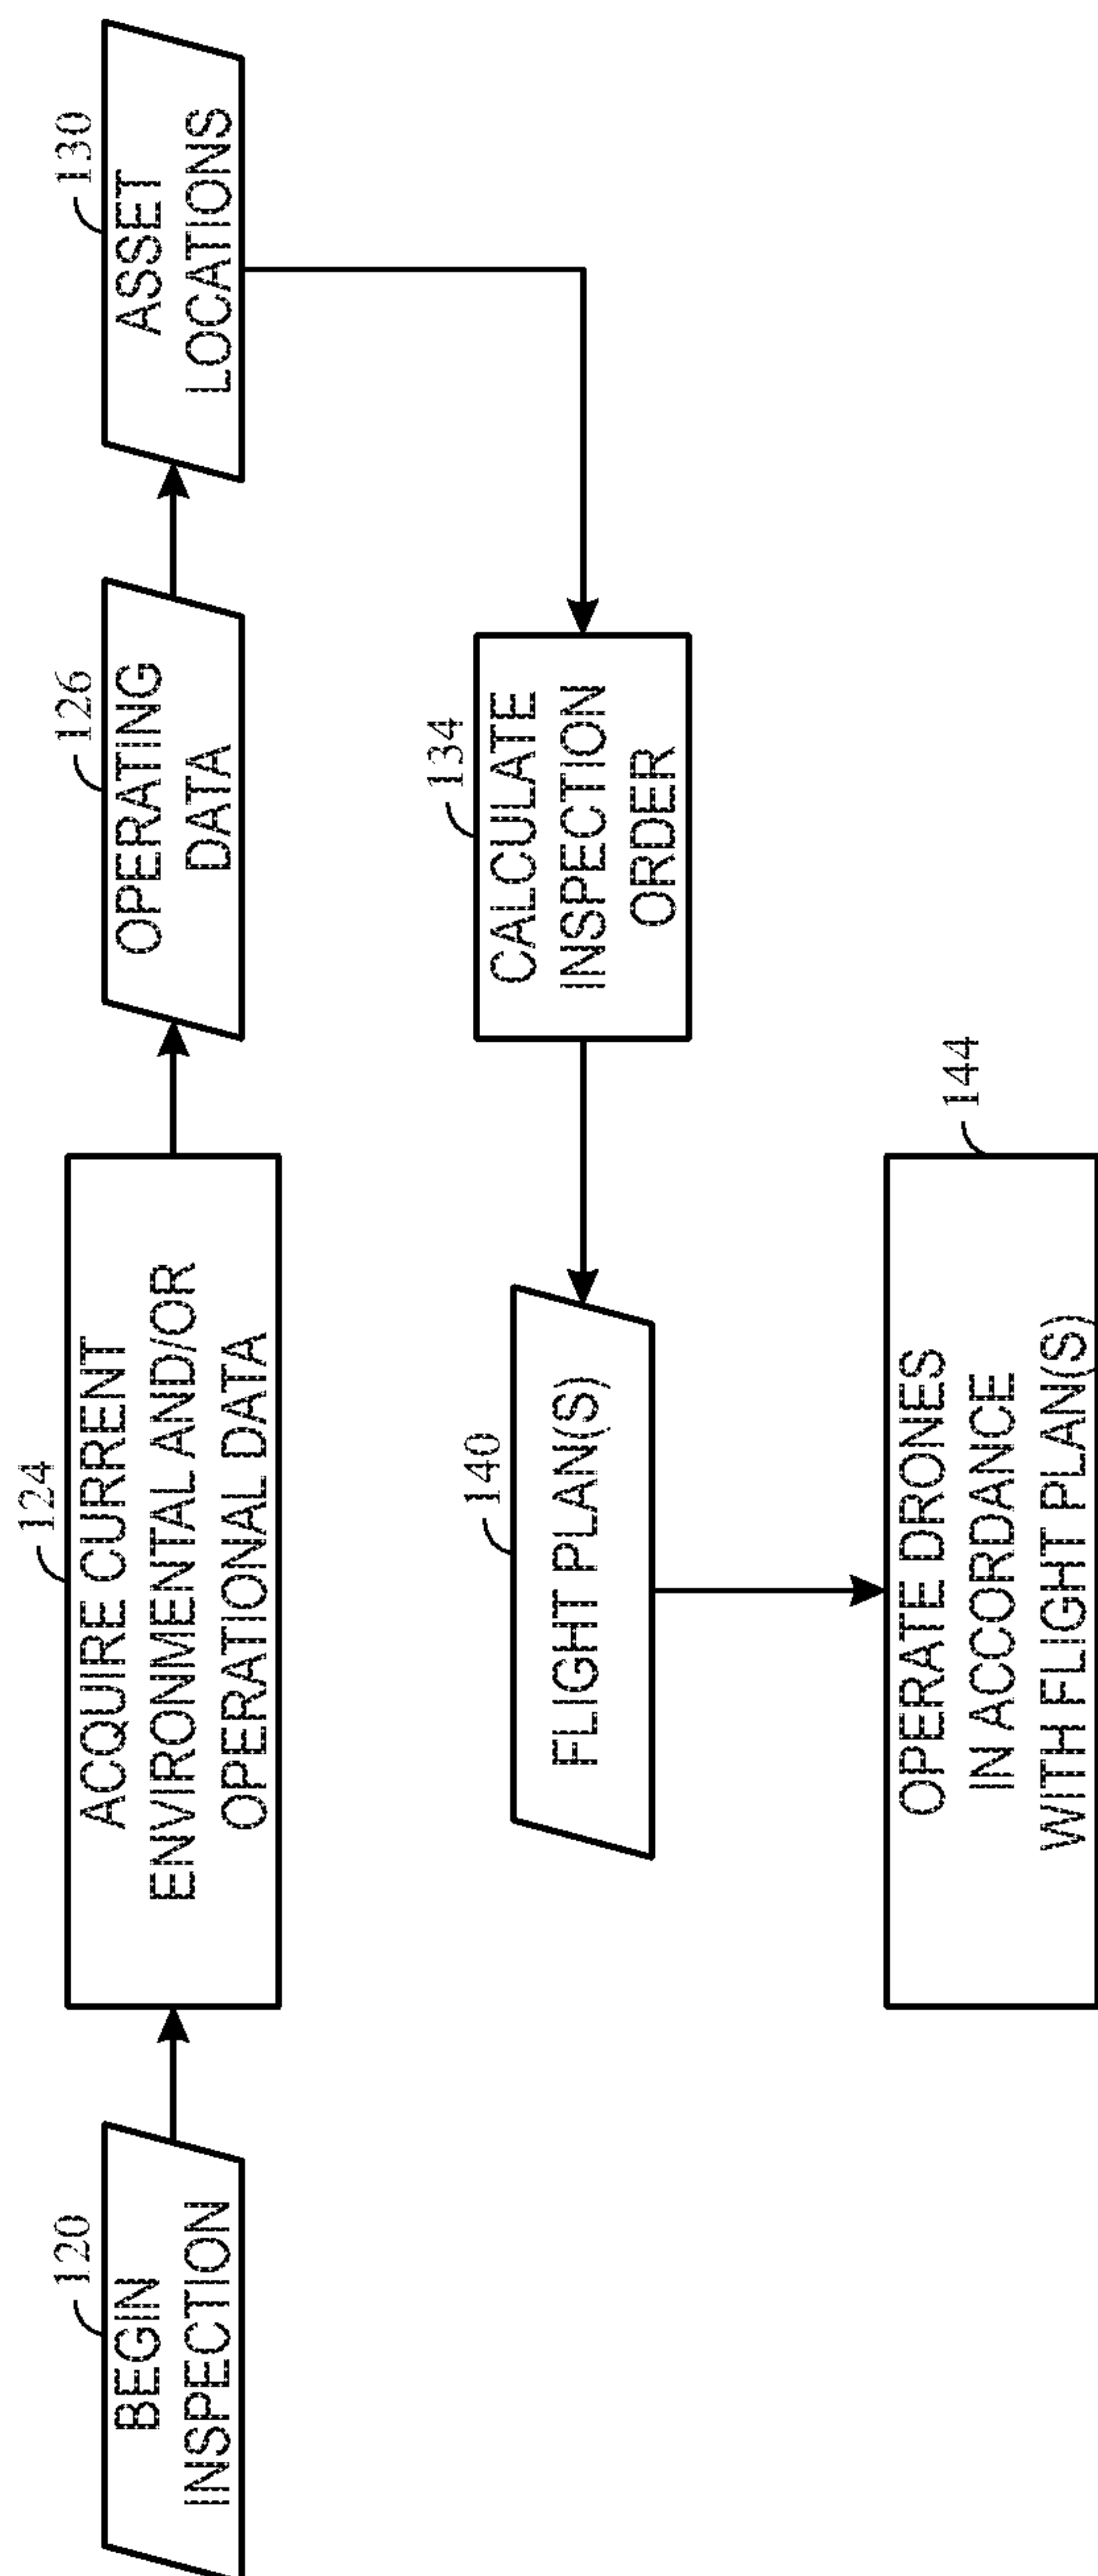 120
BEGIN
INSPECTION
124
ACQUIRE CURRENT
ENVIRONMENTAL AND/OR
OPERATIONAL DATA
126
OPERATING
DATA
130
ASSET
LOCATIONS
134
CALCULATE
INSPECTION
ORDER
140
FLIGHT PLAN(S)
144
OPERATE DRONES
IN ACCORDANCE
WITH FLIGHT PLAN(S)